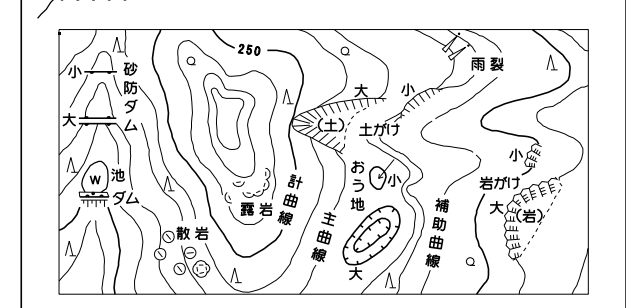 250
小
砂防ダム
大
池
ダム
W
雨裂
大
小
(土)
土がけ
小
岩がけ
大
(岩)
おう地
小
大
露岩
計曲線
主曲線
補助曲線
散岩